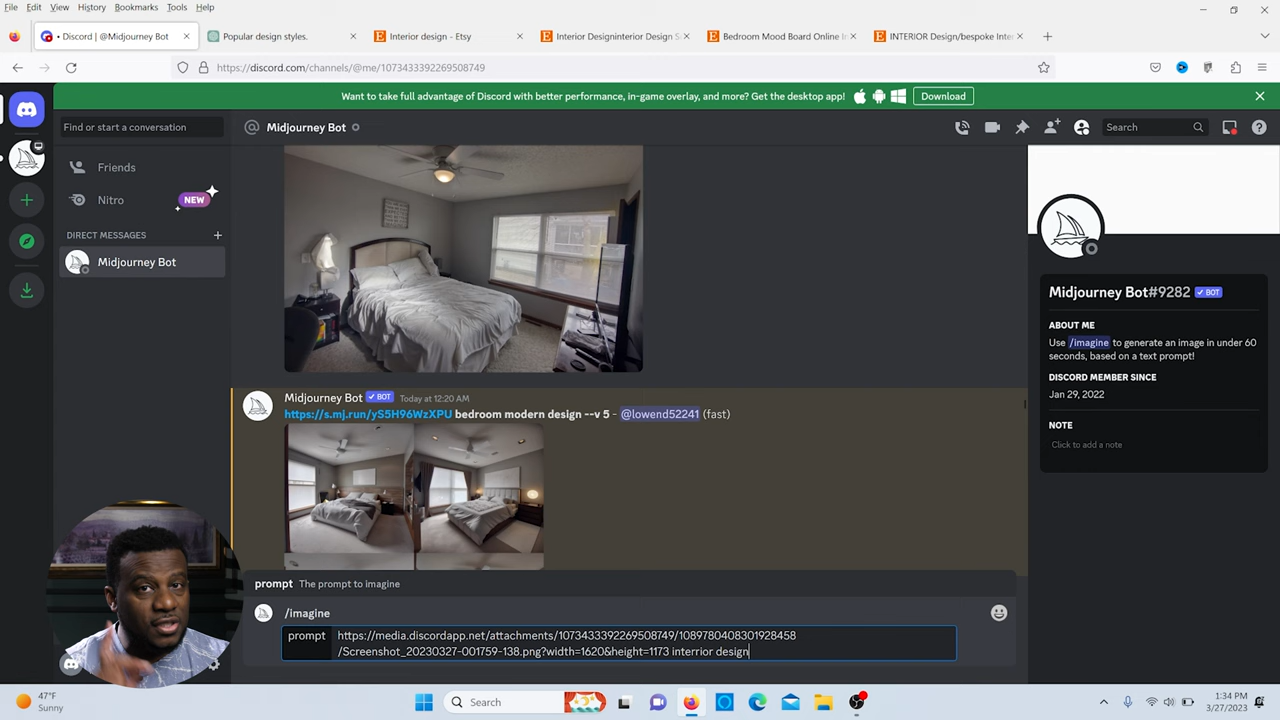 File Edit View History Bookmarks Tools Help
• Discord | @Midjourney Bot
Popular design styles.
Interior design - Etsy
Interior Designinterior Design S
Bedroom Mood Board Online I
INTERIOR Design/bespoke Inter
https://discord.com/channels/@me/1073433392269508749
Want to take full advantage of Discord with better performance, in-game overlay, and more? Get the desktop app!
Download
Find or start a conversation
Midjourney Bot
Search
Friends
Nitro
NEW
DIRECT MESSAGES
Midjourney Bot
Midjourney Bot BOT Today at 12:20 AM
https://s.mj.run/yS5H96WzXPU bedroom modern design --v 5 - @lowend52241 (fast)
Midjourney Bot#9282 BOT
ABOUT ME
Use /imagine to generate an image in under 60
seconds, based on a text prompt!
DISCORD MEMBER SINCE
Jan 29, 2022
NOTE
Click to add a note
prompt The prompt to imagine
/imagine
prompt https://media.discordapp.net/attachments/1073433392269508749/1089780408301928458
/Screenshot_20230327-001759-138.png?width=1620&height=1173 interrior design
47°F
Sunny
Search
1:34 PM
3/27/2023